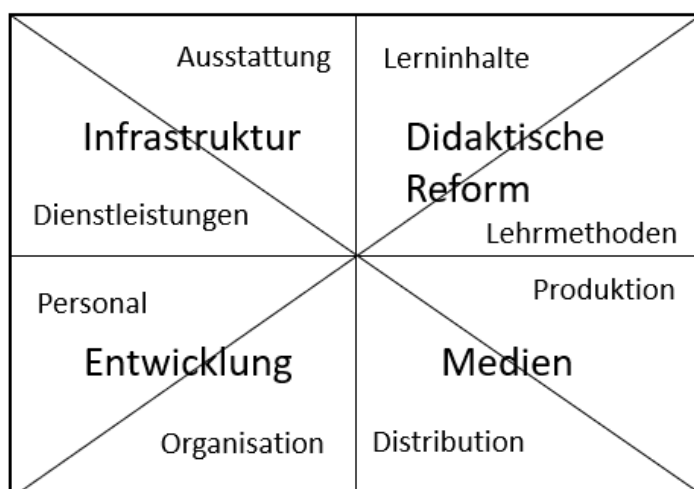 Ausstattung
Infrastruktur
Dienstleistungen
Lerninhalte
Didaktische
Reform
Lehrmethoden
Personal
Entwicklung
Organisation
Produktion
Medien
Distribution